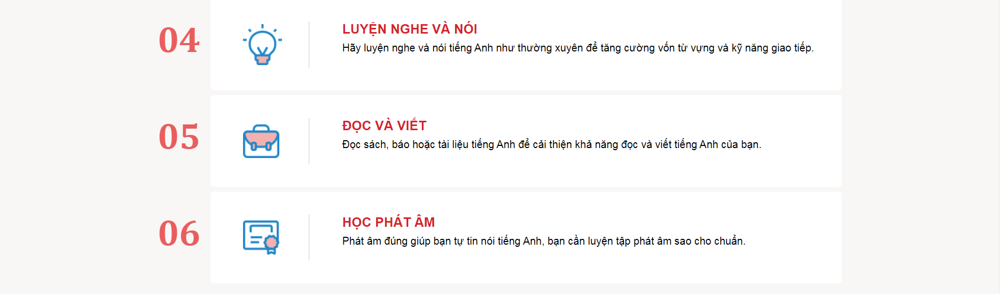 04
LUYỆN NGHE VÀ NÓI
Hãy luyện nghe và nói tiếng Anh như thường xuyên để tăng cường vốn từ vựng và kỹ năng giao tiếp.
05
ĐỌC VÀ VIẾT
Đọc sách, báo hoặc tài liệu tiếng Anh để cải thiện khả năng đọc và viết tiếng Anh của bạn.
06
HỌC PHÁT ÂM
Phát âm đúng giúp bạn tự tin nói tiếng Anh, bạn cần luyện tập phát âm sao cho chuẩn.